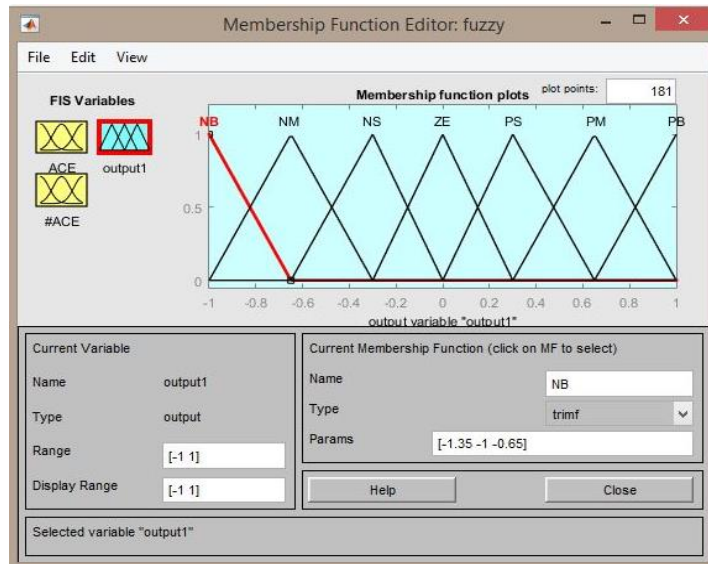 Membership Function Editor: fuzzy
File Edit View
FIS Variables
ACE output1
#ACE
Membership function plots plot points: 181
NB NM NS ZE PS PM PB
1
0.5
0
-1 -0.8 -0.6 -0.4 -0.2 0 0.2 0.4 0.6 0.8 1
output variable "output1"
Current Variable
Name output1
Type output
Range [-1 1]
Display Range [-1 1]
Current Membership Function (click on MF to select)
Name NB
Type trimf
Params [-1.35 -1 -0.65]
Help Close
Selected variable "output1"